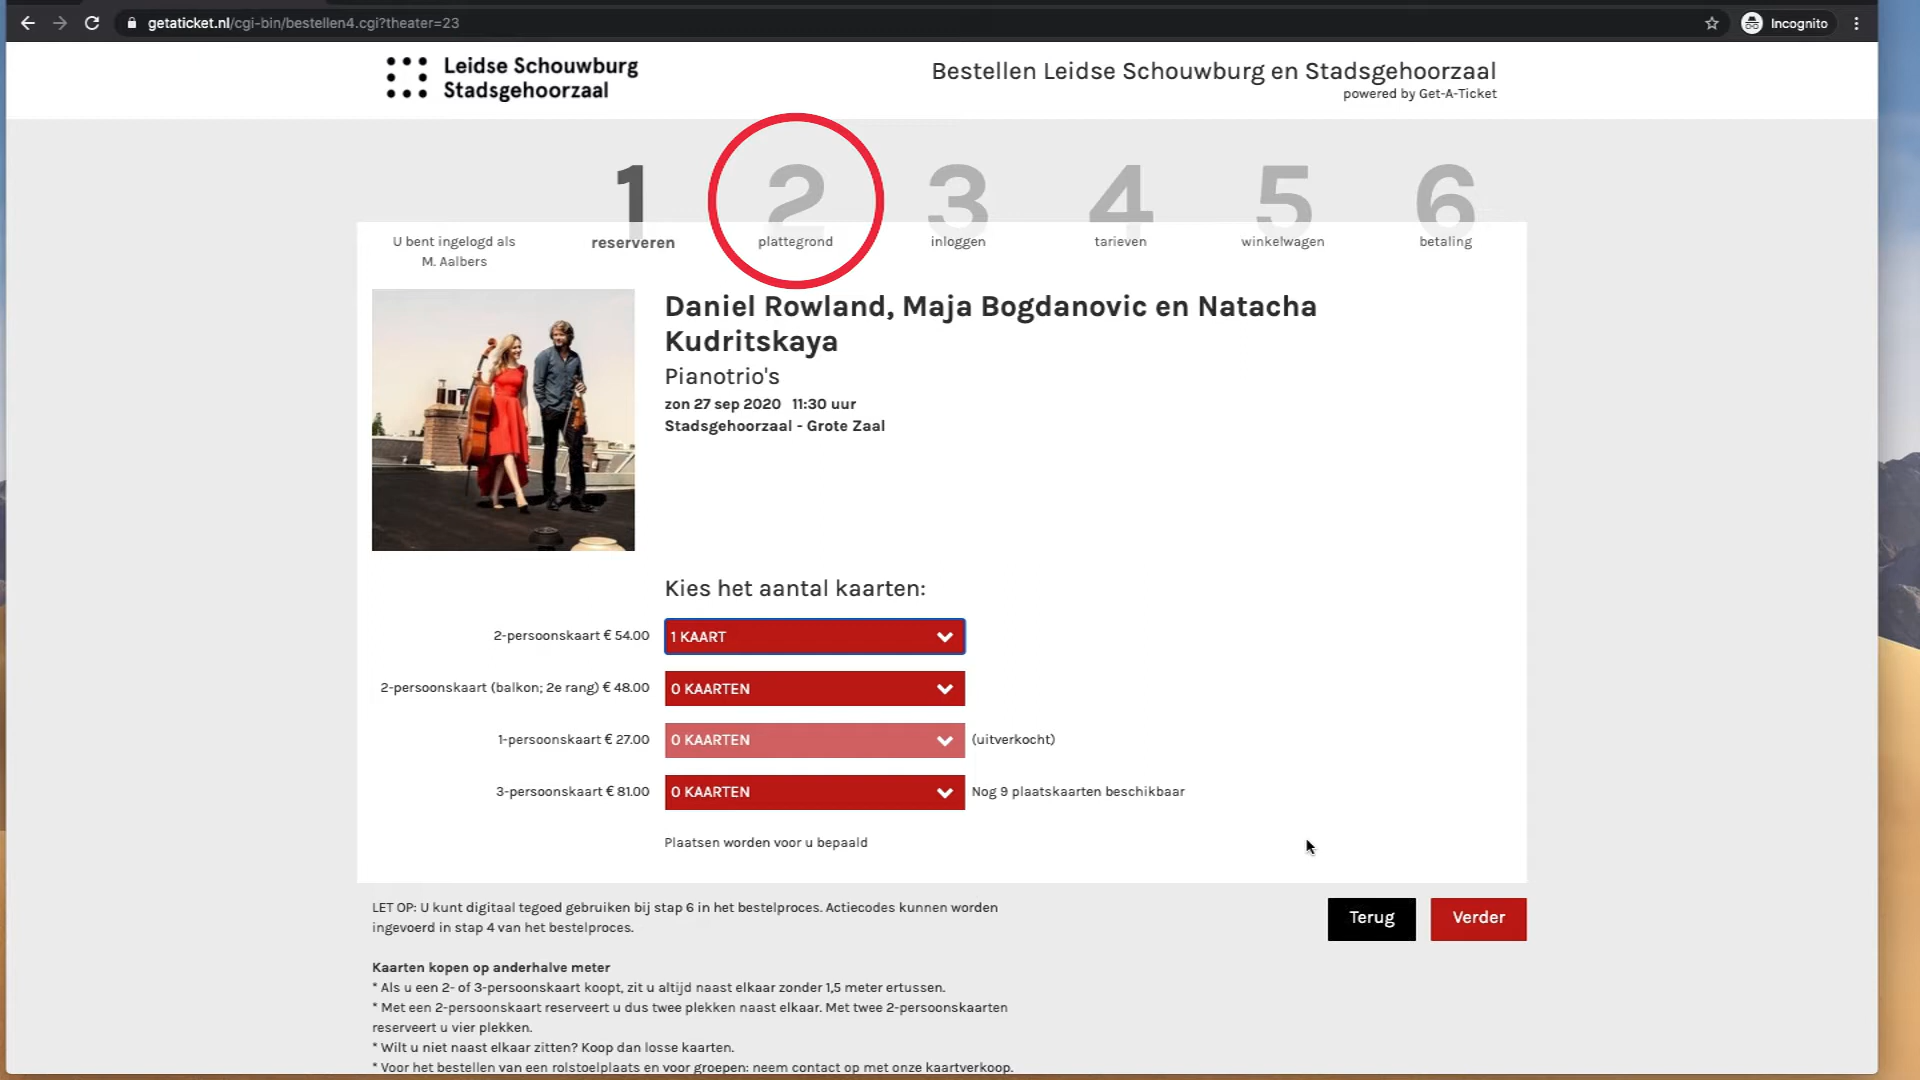 getaticket.nl/cgi-bin/bestellen4.cgi?theater=23
Incognito
Leidse Schouwburg
Stadsgehoorzaal
Bestellen Leidse Schouwburg en Stadsgehoorzaal
powered by Get-A-Ticket
1 2 3 4 5 6
U bent ingelogd als
M. Aalbers
reserveren
plattegrond
inloggen
tarieven
winkelwagen
betaling
Daniel Rowland, Maja Bogdanovic en Natacha
Kudritskaya
Pianotrio's
zon 27 sep 2020 11:30 uur
Stadsgehoorzaal - Grote Zaal
Kies het aantal kaarten:
2-persoonskaart € 54.00 1 KAART
2-persoonskaart (balkon; 2e rang) € 48.00 0 KAARTEN
1-persoonskaart € 27.00 0 KAARTEN (uitverkocht)
3-persoonskaart € 81.00 0 KAARTEN Nog 9 plaatskaarten beschikbaar
Plaatsen worden voor u bepaald
LET OP: U kunt digitaal tegoed gebruiken bij stap 6 in het bestelproces. Actiecodes kunnen worden
ingevoerd in stap 4 van het bestelproces.
Terug
Verder
Kaarten kopen op anderhalve meter
* Als u een 2- of 3-persoonskaart koopt, zit u altijd naast elkaar zonder 1,5 meter ertussen.
* Met een 2-persoonskaart reserveert u dus twee plekken naast elkaar. Met twee 2-persoonskaarten
reserveert u vier plekken.
* Wilt u niet naast elkaar zitten? Koop dan losse kaarten.
* Voor het bestellen van een rolstoelplaats en voor groepen: neem contact op met onze kaartverkoop.